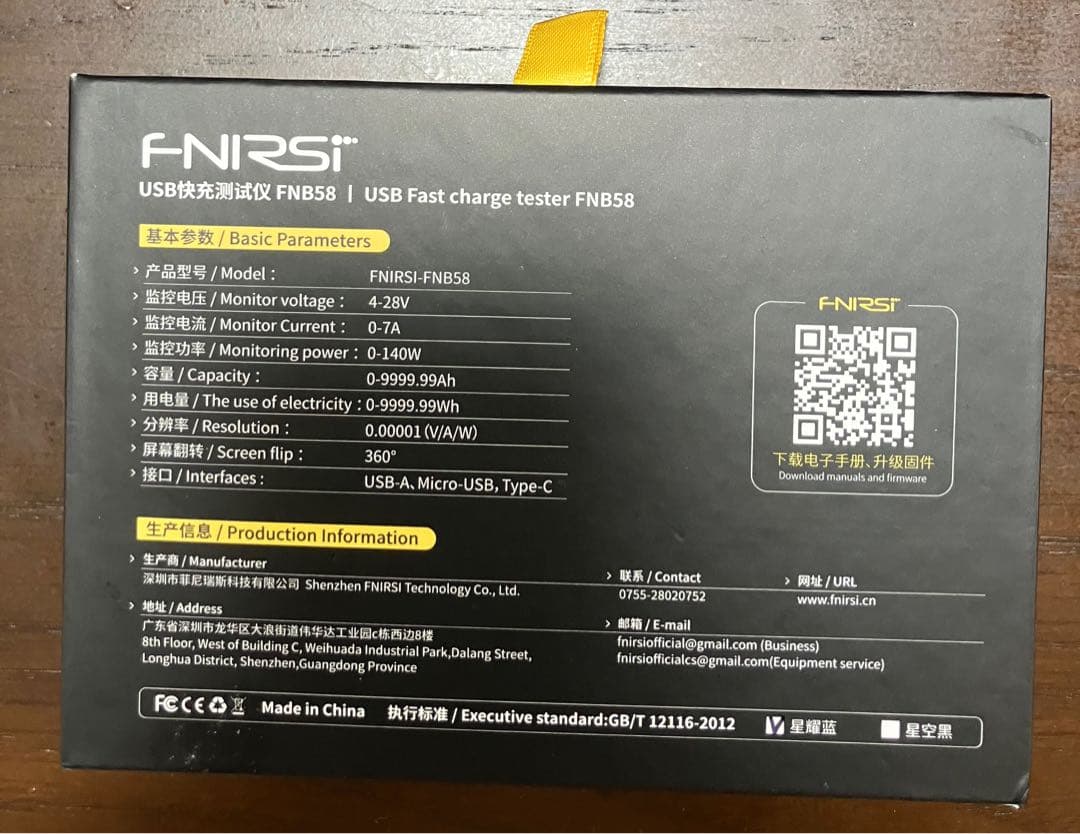 FNIRSI
USB快充测试仪 FNB58 | USB Fast charge tester FNB58
基本参数 / Basic Parameters
› 产品型号 / Model : FNIRSI-FNB58
› 监控电压 / Monitor voltage : 4-28V
› 监控电流 / Monitor Current : 0-7A
› 监控功率 / Monitoring power : 0-140W
› 容量 / Capacity : 0-9999.99Ah
› 用电量 / The use of electricity : 0-9999.99Wh
› 分辨率 / Resolution : 0.00001 (V/A/W)
› 屏幕翻转 / Screen flip : 360°
› 接口 / Interfaces : USB-A、Micro-USB, Type-C
FNIRSI
下载电子手册、升级固件
Download manuals and firmware
生产信息 / Production Information
› 生产商 / Manufacturer
深圳市菲尼瑞斯科技有限公司 Shenzhen FNIRSI Technology Co., Ltd.
› 地址 / Address
广东省深圳市龙华区大浪街道伟华达工业园c栋西边8楼
8th Floor, West of Building C, Weihuada Industrial Park,Dalang Street,
Longhua District, Shenzhen,Guangdong Province
› 联系 / Contact
0755-28020752
› 网址 / URL
www.fnirsi.cn
› 邮箱 / E-mail
fnirsiofficial@gmail.com (Business)
fnirsiofficialcs@gmail.com(Equipment service)
FC CE Made in China 执行标准 / Executive standard:GB/T 12116-2012 星耀蓝 星空黑